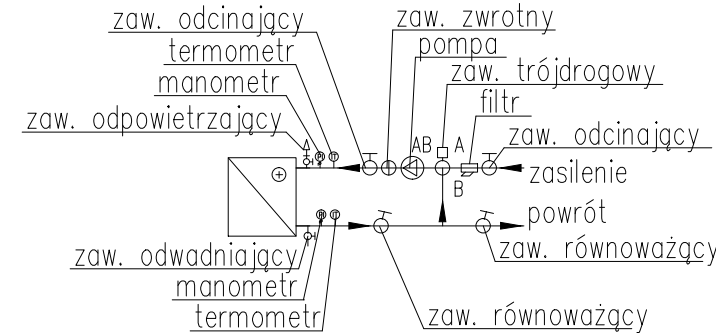 zaw. odcinający
zaw. zwrotny
termometr
pompa
manometr
zaw. trójdrogowy
zaw. odpowietrzający
filtr
AB
A
zaw. odcinający
B
zasilenie
powrót
zaw. odwadniający
zaw. równoważący
manometr
termometr
zaw. równoważący